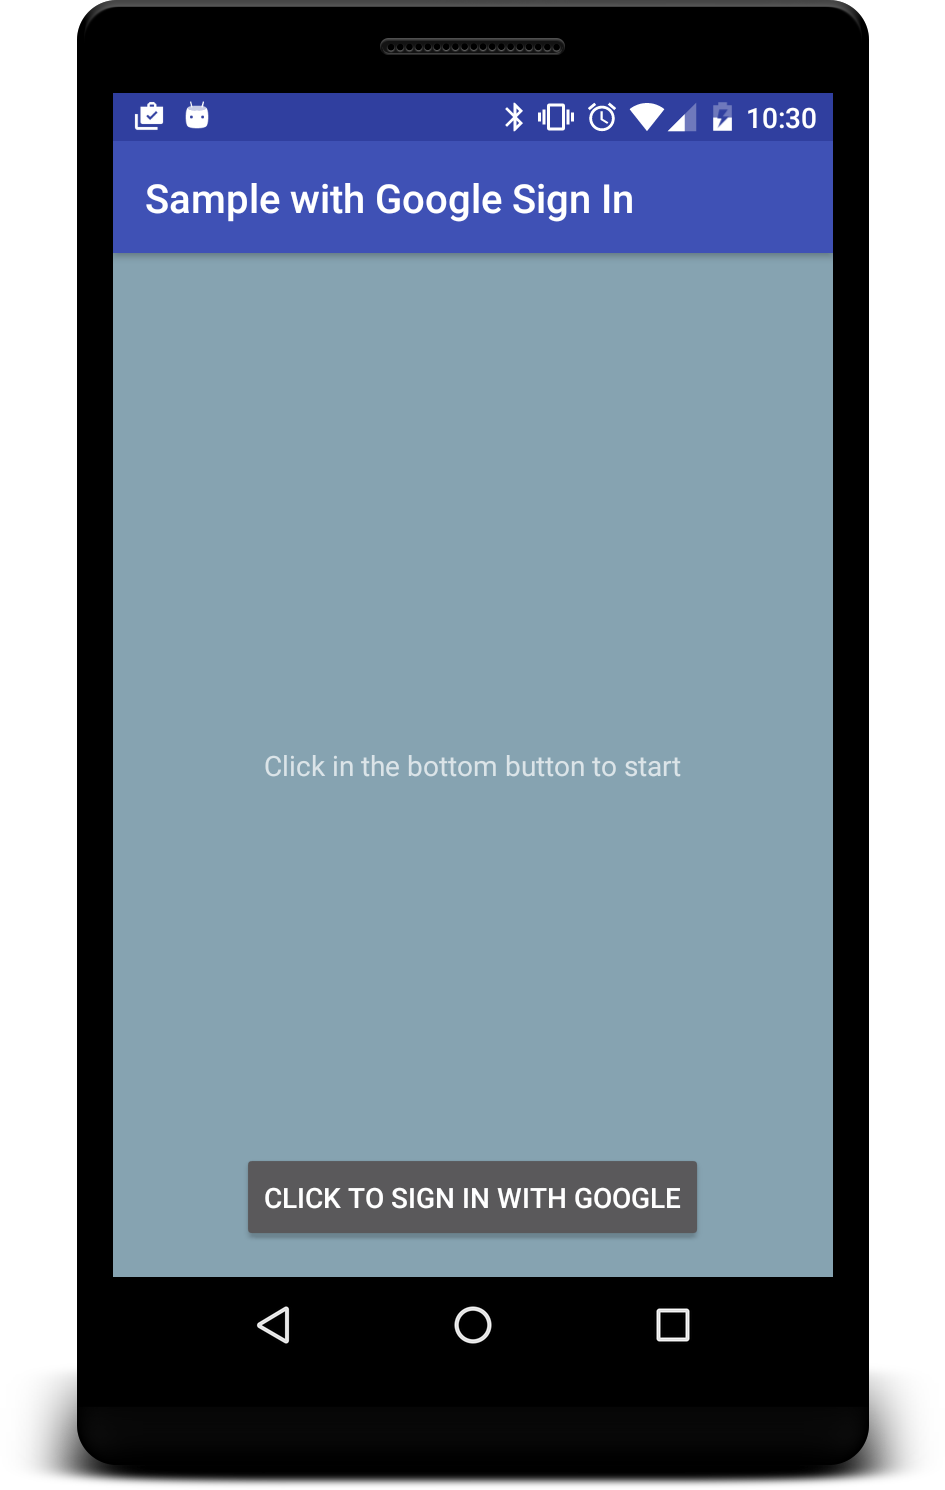 10:30
Sample with Google Sign In
Click in the bottom button to start
CLICK TO SIGN IN WITH GOOGLE